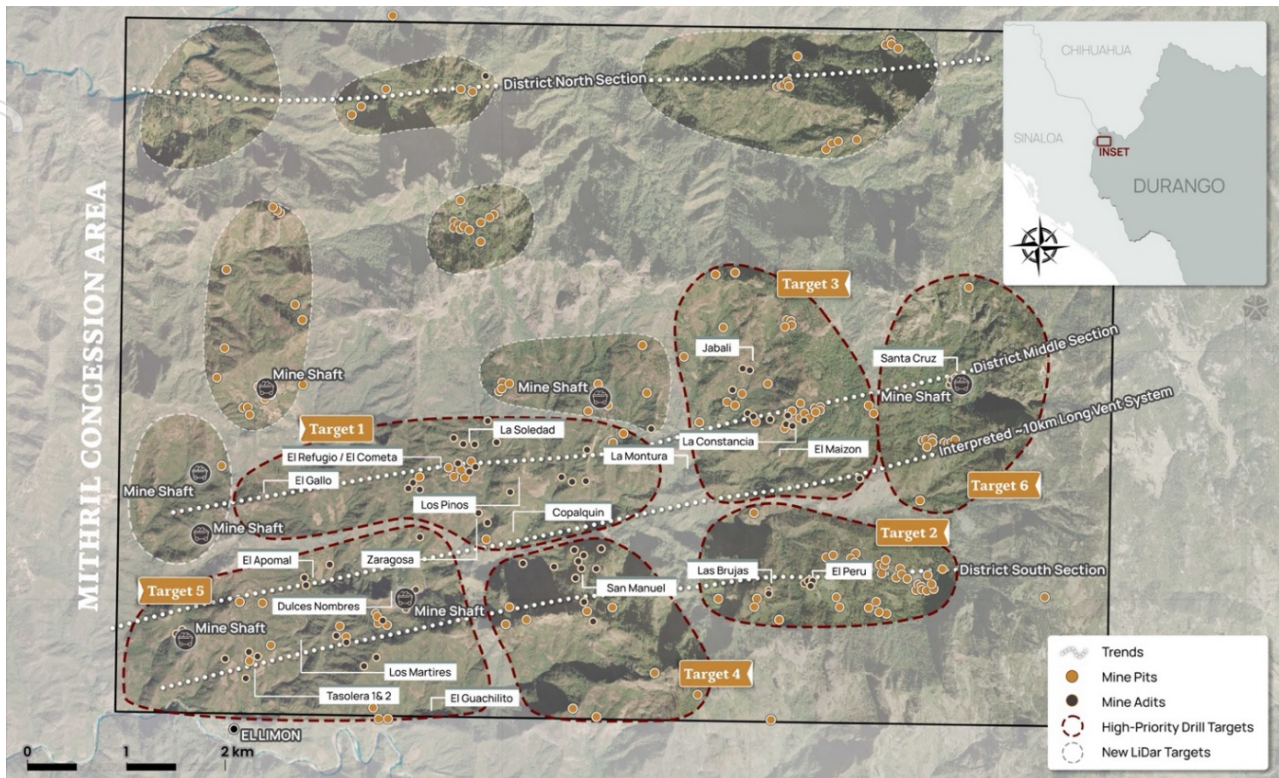 CHIHUAHUA
SINALOA
INSET
DURANGO
MITHRIL CONCESSION AREA
District North Section
Target 3
Jabali
Santa Cruz
District Middle Section
Mine Shaft
Mine Shaft
Mine Shaft
Interpreted ~10km Long Vent System
Target 1
La Soledad
La Constancia
El Maizon
El Refugio / El Cometa
La Montura
El Gallo
Mine Shaft
Target 6
Los Pinos
Copalquin
Mine Shaft
Target 2
El Apomal
Zaragosa
Las Brujas
El Peru
District South Section
Target 5
San Manuel
Dulces Nombres
Mine Shaft
Mine Shaft
Los Martires
Target 4
Tasolera 1& 2
El Guachilito
EL LIMON
0 1 2 km
Trends
Mine Pits
Mine Adits
High-Priority Drill Targets
New LiDar Targets